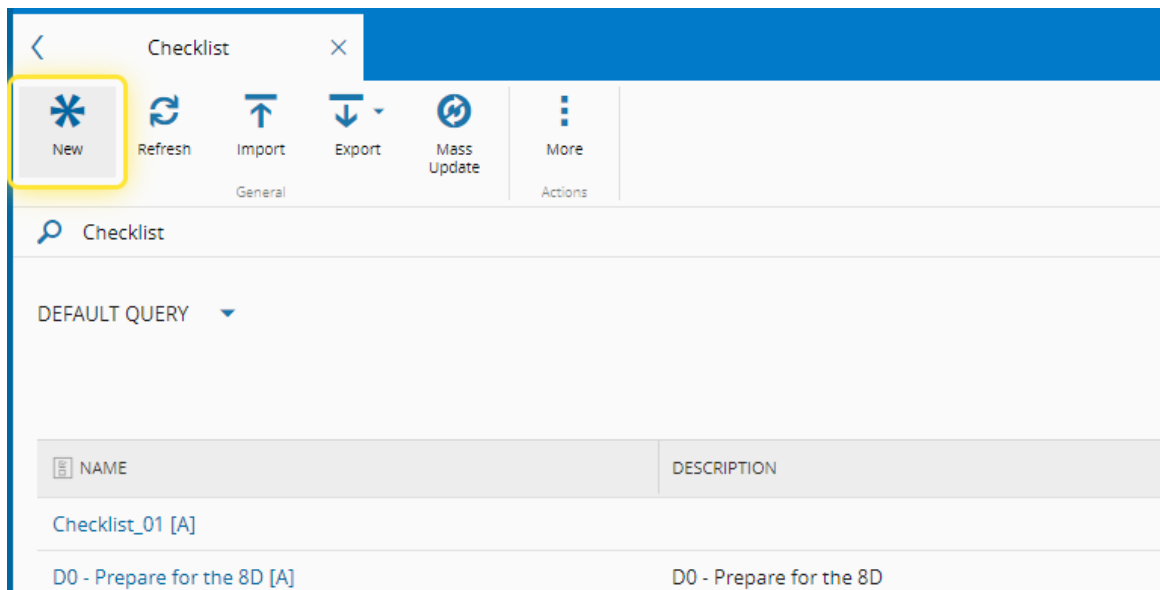 Checklist
New
Refresh
Import
Export
Mass
Update
More
General
Actions
Checklist
DEFAULT QUERY
NAME
DESCRIPTION
Checklist_01 [A]
D0 - Prepare for the 8D [A]
D0 - Prepare for the 8D